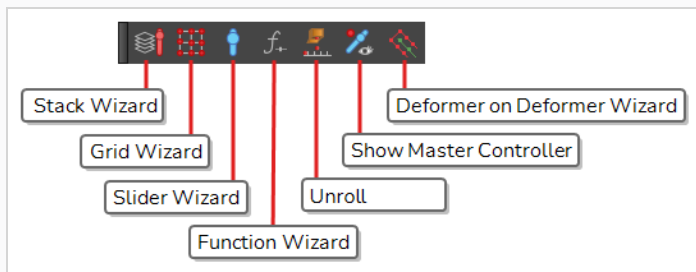 Stack Wizard
Deformer on Deformer Wizard
Grid Wizard
Show Master Controller
Slider Wizard
Unroll
Function Wizard